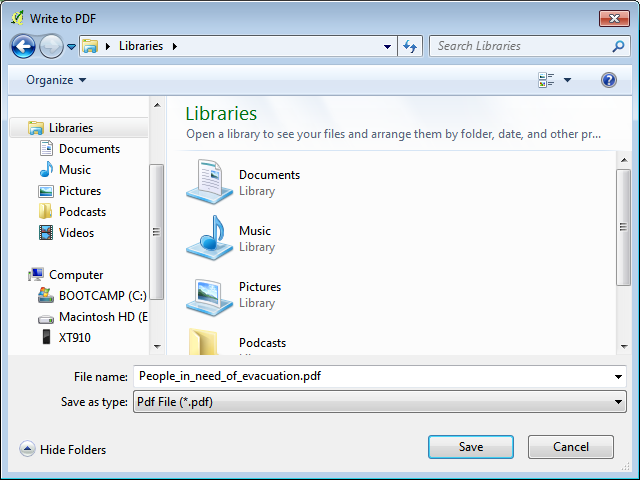 Write to PDF
Libraries
Search Libraries
Organize
Libraries
Documents
Music
Pictures
Podcasts
Videos
Computer
BOOTCAMP (C:)
Macintosh HD (E
XT910
Libraries
Open a library to see your files and arrange them by folder, date, and other pr...
Documents
Library
Music
Library
Pictures
Library
Podcasts
File name: People_in_need_of_evacuation.pdf
Save as type: Pdf File (*.pdf)
Hide Folders
Save
Cancel